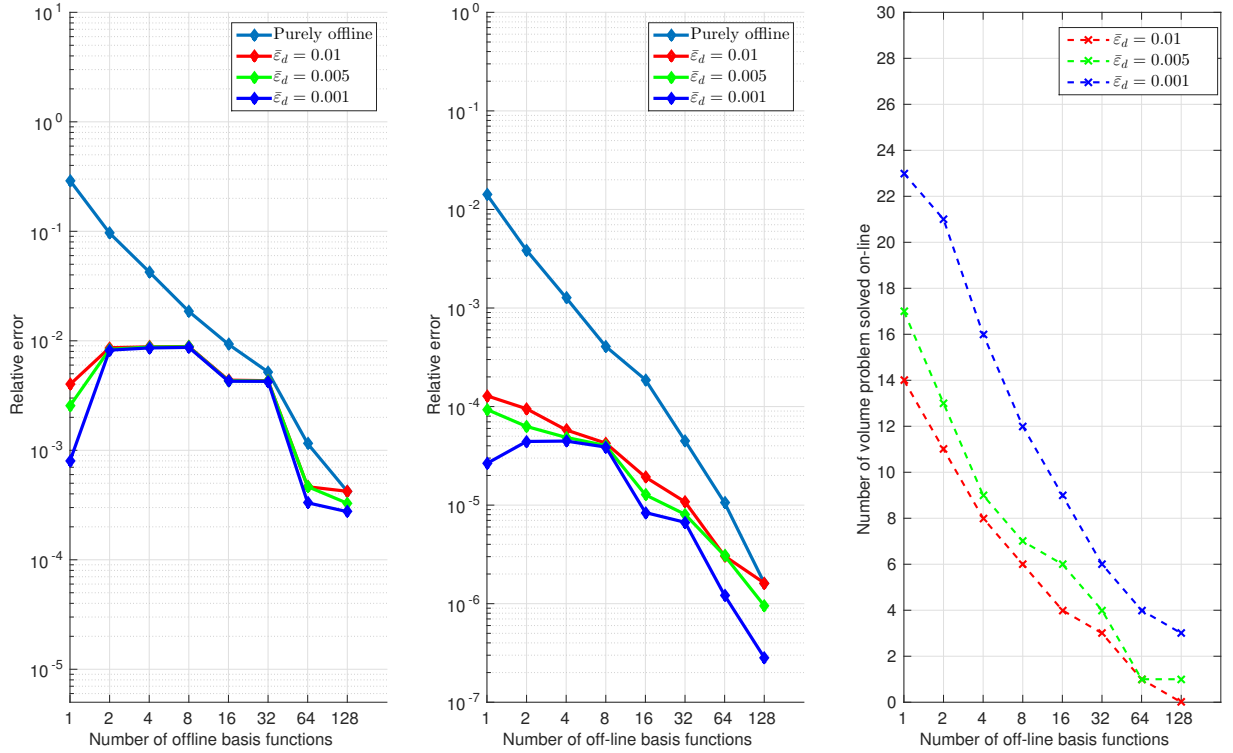 10^1
10^0
10^-1
10^-2
10^-3
10^-4
10^-5
Relative error
1 2 4 8 16 32 64 128
Number of offline basis functions
Purely offline
ε̄_d = 0.01
ε̄_d = 0.005
ε̄_d = 0.001
10^0
10^-1
10^-2
10^-3
10^-4
10^-5
10^-6
10^-7
Relative error
1 2 4 8 16 32 64 128
Number of off-line basis functions
Purely offline
ε̄_d = 0.01
ε̄_d = 0.005
ε̄_d = 0.001
30
28
26
24
22
20
18
16
14
12
10
8
6
4
2
0
Number of volume problem solved on-line
1 2 4 8 16 32 64 128
Number of off-line basis functions
ε̄_d = 0.01
ε̄_d = 0.005
ε̄_d = 0.001